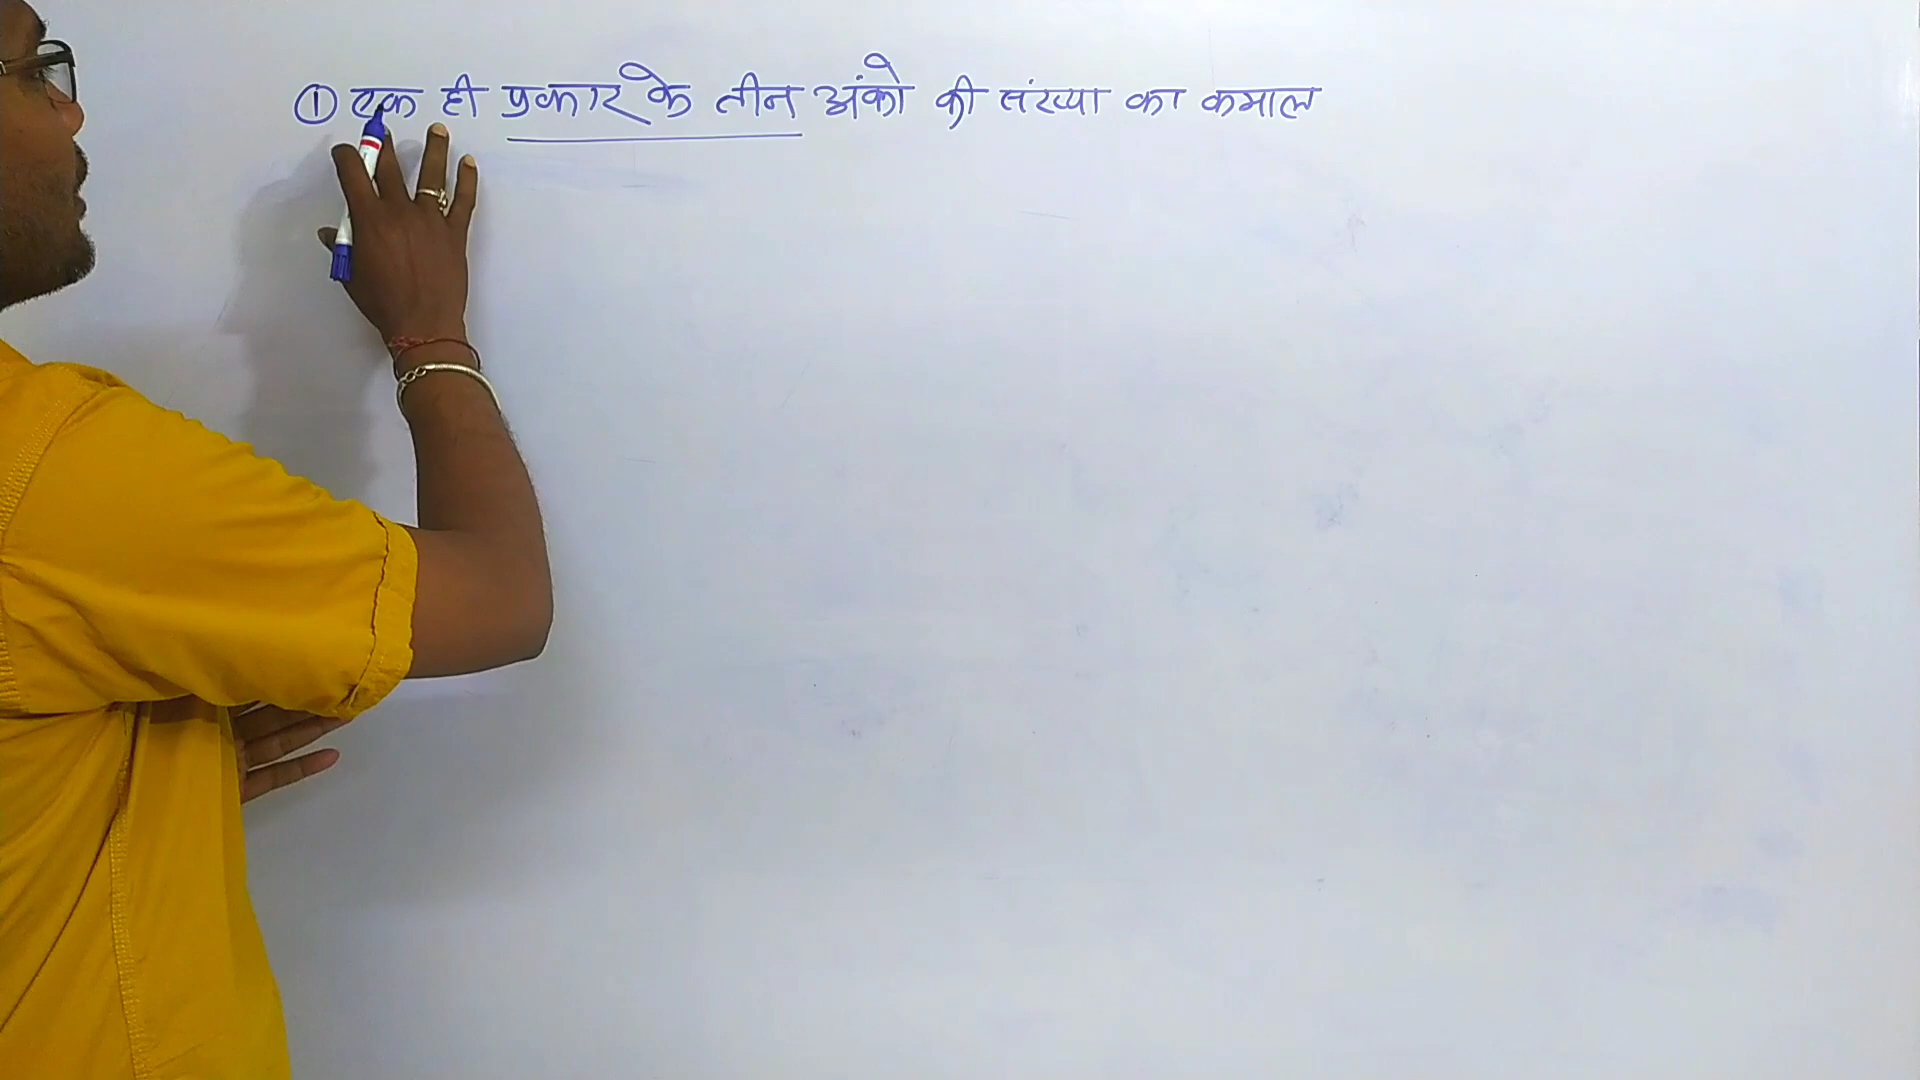 ① एक ही प्रकार के तीन अंको की संख्या का कमाल